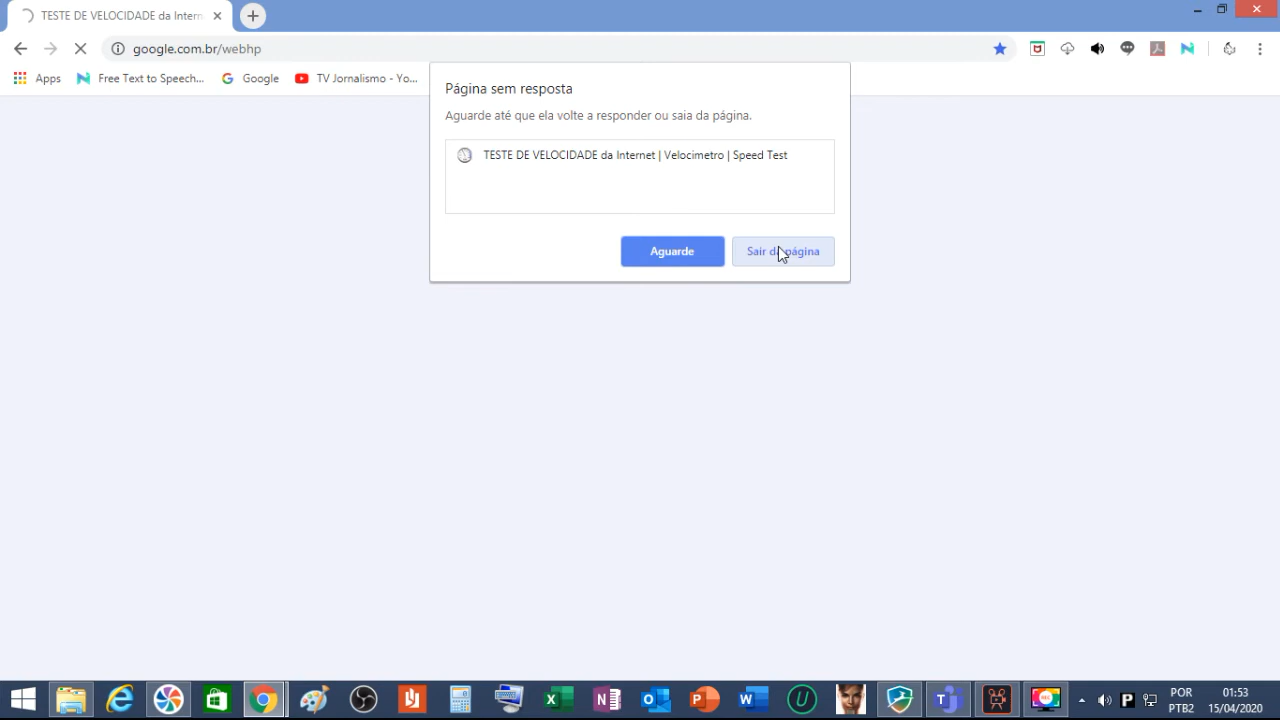 TESTE DE VELOCIDADE da Intern
google.com.br/webhp
Apps
Free Text to Speech...
Google
TV Jornalismo - Yo...
Página sem resposta
Aguarde até que ela volte a responder ou saia da página.
TESTE DE VELOCIDADE da Internet | Velocimetro | Speed Test
Aguarde
Sair da página
POR
01:53
PTB2
15/04/2020